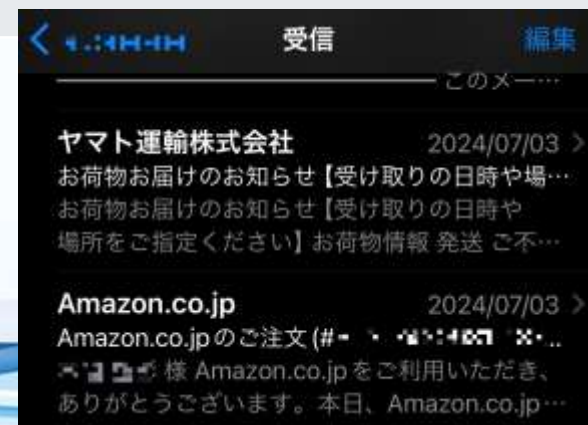 受信
編集
このメー…
ヤマト運輸株式会社 2024/07/03
お荷物お届けのお知らせ【受け取りの日時や場…
お荷物お届けのお知らせ【受け取りの日時や
場所をご指定ください】お荷物情報 発送 ご不…
Amazon.co.jp 2024/07/03
Amazon.co.jpのご注文(#
様 Amazon.co.jpをご利用いただき、
ありがとうございます。本日、Amazon.co.jp…